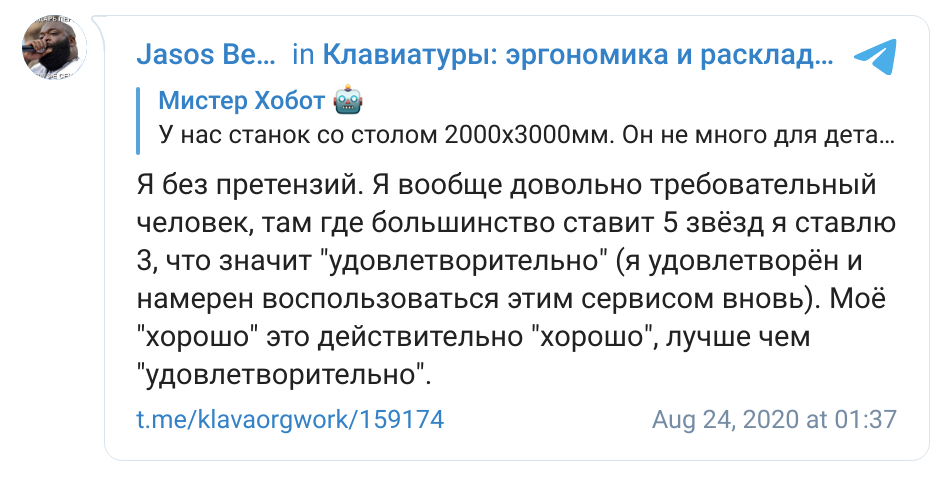 Jasos Be... in Клавиатуры: эргономика и расклад...
Мистер Хобот 🤖
У нас станок со столом 2000х3000мм. Он не много для дета...
Я без претензий. Я вообще довольно требовательный
человек, там где большинство ставит 5 звёзд я ставлю
3, что значит "удовлетворительно" (я удовлетворён и
намерен воспользоваться этим сервисом вновь). Моё
"хорошо" это действительно "хорошо", лучше чем
"удовлетворительно".
t.me/klavaorgwork/159174 Aug 24, 2020 at 01:37